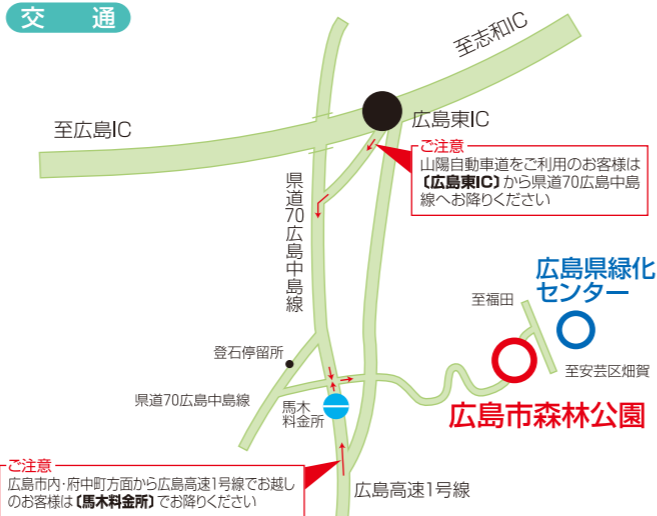 交 通
至志和IC
至広島IC
広島東IC
ご注意
山陽自動車道をご利用のお客様は
〔広島東IC〕から県道70広島中島
線へお降りください
県道70広島中島線
広島県緑化
センター
至福田
登石停留所
至安芸区畑賀
県道70広島中島線
馬木
料金所
広島市森林公園
ご注意
広島市内・府中町方面から広島高速1号線でお越し
のお客様は〔馬木料金所〕でお降りください
広島高速1号線